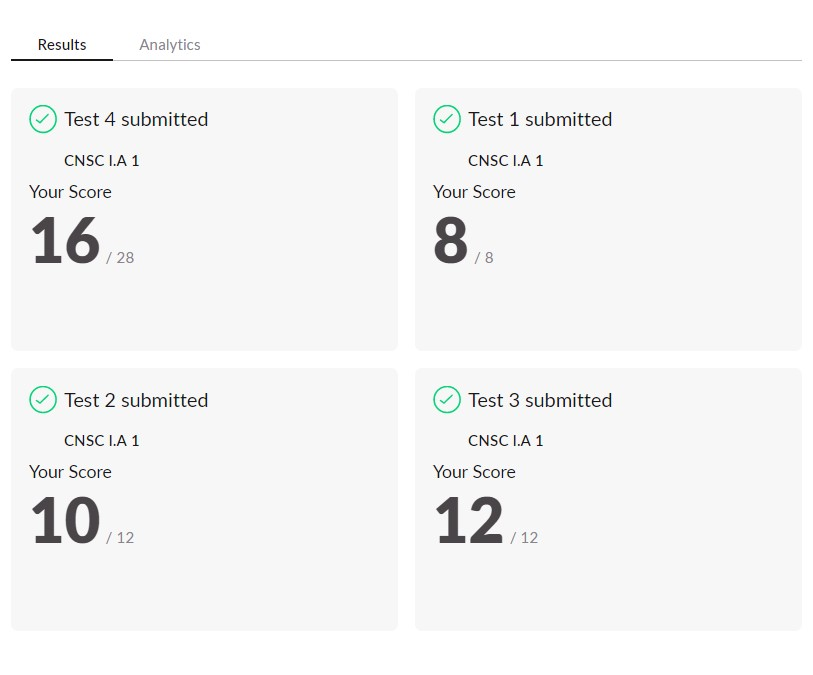 Results
Analytics
Test 4 submitted
CNSC I.A 1
Your Score
16 / 28
Test 1 submitted
CNSC I.A 1
Your Score
8 / 8
Test 2 submitted
CNSC I.A 1
Your Score
10 / 12
Test 3 submitted
CNSC I.A 1
Your Score
12 / 12